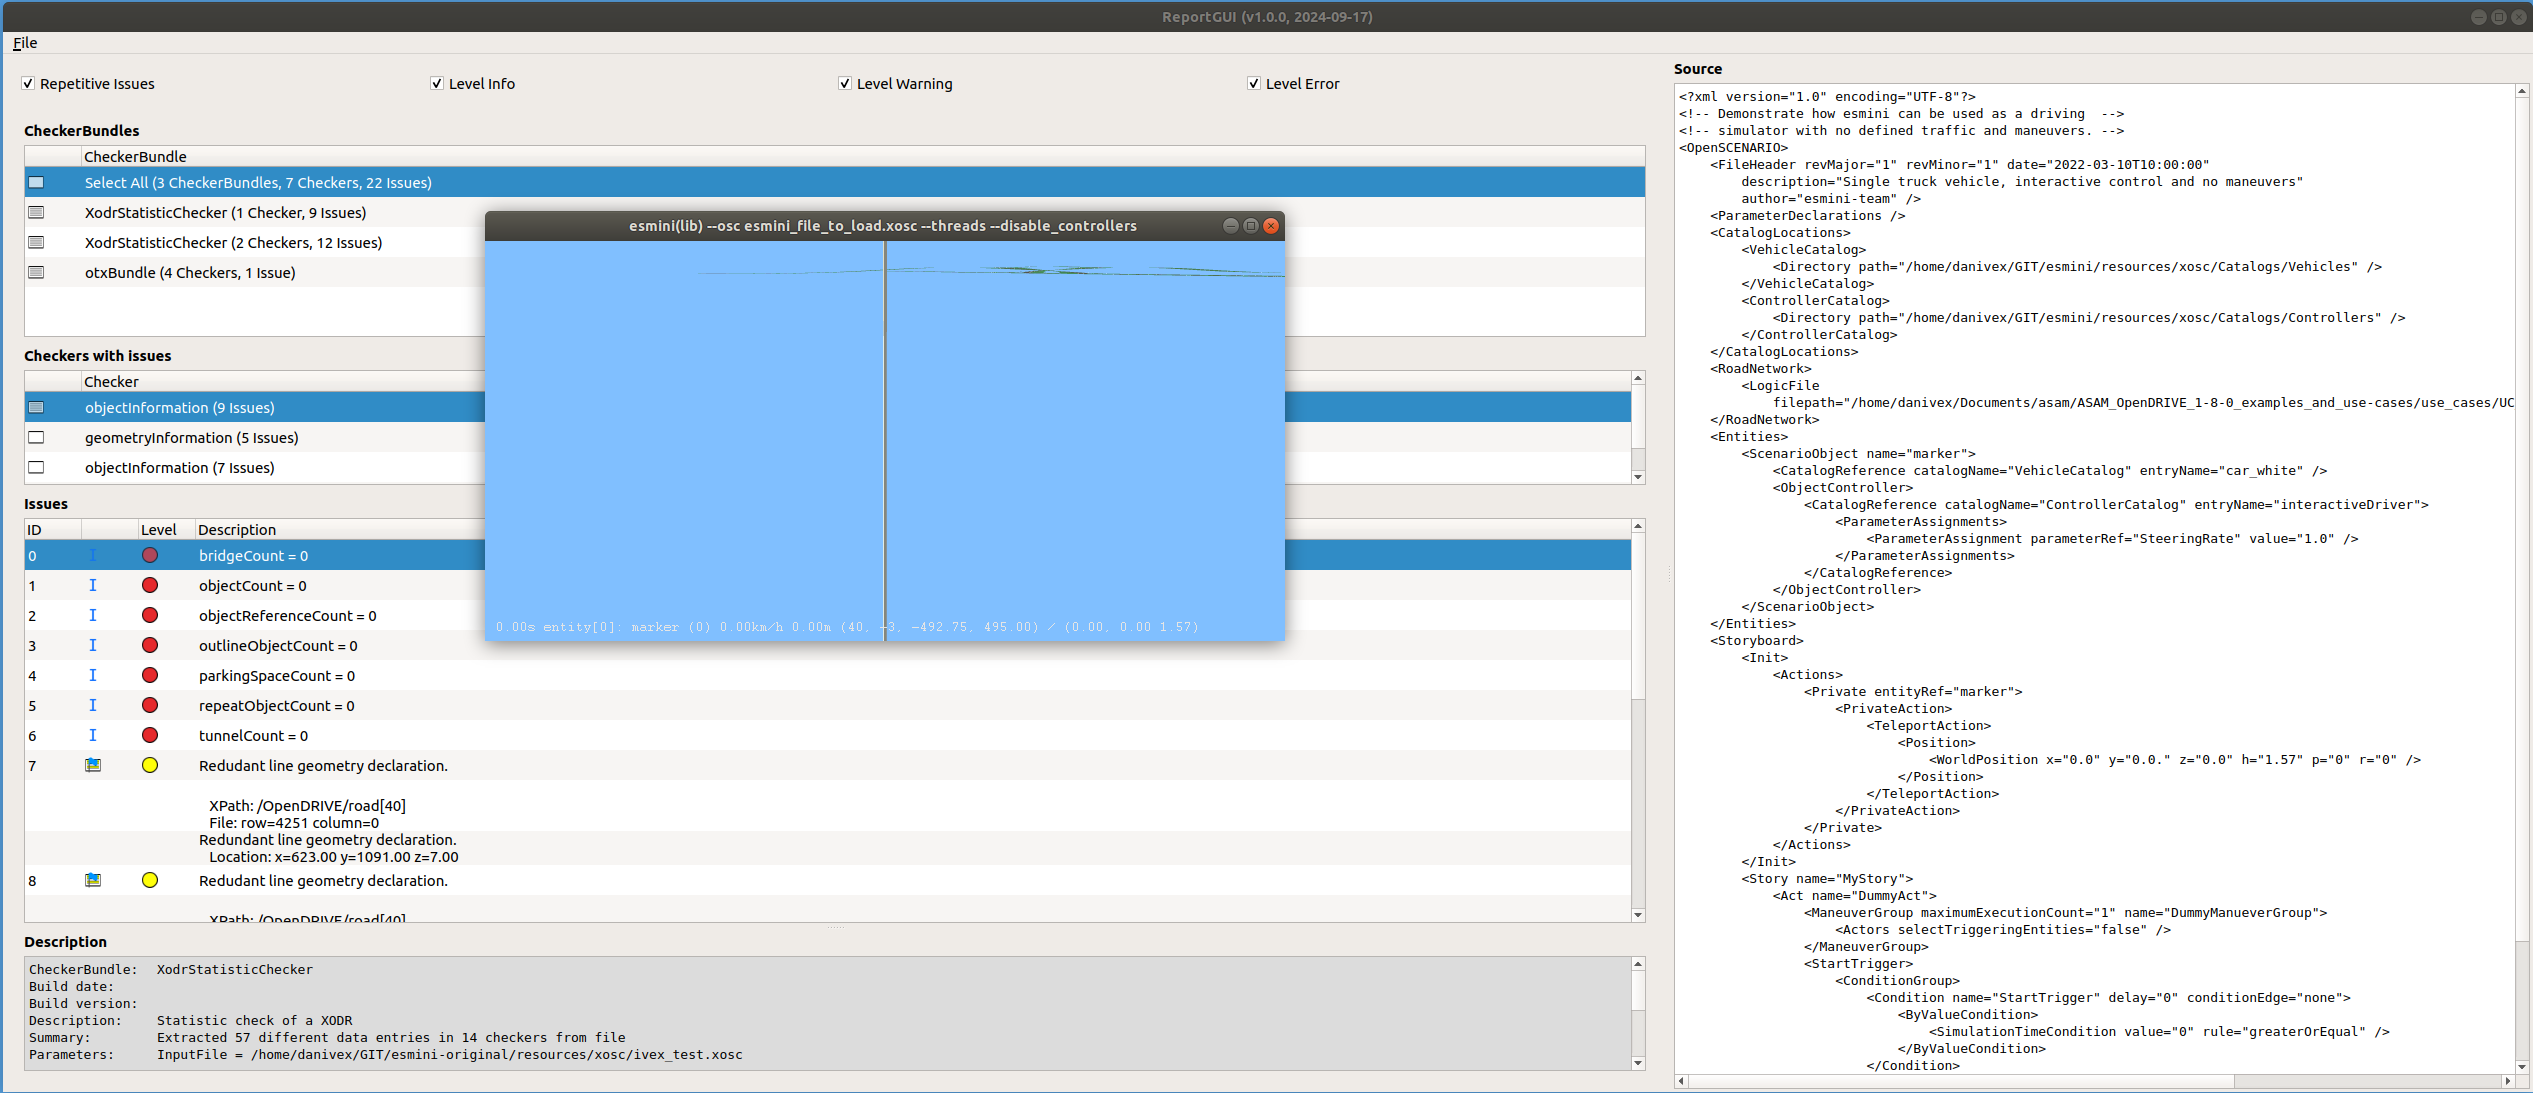 ReportGUI (v1.0.0, 2024-09-17)
File
Repetitive Issues
Level Info
Level Warning
Level Error
CheckerBundles
CheckerBundle
Select All (3 CheckerBundles, 7 Checkers, 22 Issues)
XodrStatisticChecker (1 Checker, 9 Issues)
XodrStatisticChecker (2 Checkers, 12 Issues)
otxBundle (4 Checkers, 1 Issue)
Checkers with issues
Checker
objectInformation (9 Issues)
geometryInformation (5 Issues)
objectInformation (7 Issues)
Issues
ID Level Description
0 I bridgeCount = 0
1 I objectCount = 0
2 I objectReferenceCount = 0
3 I outlineObjectCount = 0
4 I parkingSpaceCount = 0
5 I repeatObjectCount = 0
6 I tunnelCount = 0
7 Redudant line geometry declaration.
XPath: /OpenDRIVE/road[40]
File: row=4251 column=0
Redundant line geometry declaration.
Location: x=623.00 y=1091.00 z=7.00
8 Redudant line geometry declaration.
XPath: /OpenDRIVE/road[40]
Description
CheckerBundle: XodrStatisticChecker
Build date:
Build version:
Description: Statistic check of a XODR
Summary: Extracted 57 different data entries in 14 checkers from file
Parameters: InputFile = /home/danivex/GIT/esmini-original/resources/xosc/ivex_test.xosc
esmini(lib) --osc esmini_file_to_load.xosc --threads --disable_controllers
0.00s entity[0]: marker (0) 0.00km/h 0.00m (40, -3, -492.75, 495.00) / (0.00, 0.00 1.57)
Source
<?xml version="1.0" encoding="UTF-8"?>
<!-- Demonstrate how esmini can be used as a driving  -->
<!-- simulator with no defined traffic and maneuvers. -->
<OpenSCENARIO>
<FileHeader revMajor="1" revMinor="1" date="2022-03-10T10:00:00"
description="Single truck vehicle, interactive control and no maneuvers"
author="esmini-team" />
<ParameterDeclarations />
<CatalogLocations>
<VehicleCatalog>
<Directory path="/home/danivex/GIT/esmini/resources/xosc/Catalogs/Vehicles" />
</VehicleCatalog>
<ControllerCatalog>
<Directory path="/home/danivex/GIT/esmini/resources/xosc/Catalogs/Controllers" />
</ControllerCatalog>
</CatalogLocations>
<RoadNetwork>
<LogicFile
filepath="/home/danivex/Documents/asam/ASAM_OpenDRIVE_1-8-0_examples_and_use-cases/use_cases/UC
</RoadNetwork>
<Entities>
<ScenarioObject name="marker">
<CatalogReference catalogName="VehicleCatalog" entryName="car_white" />
<ObjectController>
<CatalogReference catalogName="ControllerCatalog" entryName="interactiveDriver">
<ParameterAssignments>
<ParameterAssignment parameterRef="SteeringRate" value="1.0" />
</ParameterAssignments>
</CatalogReference>
</ObjectController>
</ScenarioObject>
</Entities>
<Storyboard>
<Init>
<Actions>
<Private entityRef="marker">
<PrivateAction>
<TeleportAction>
<Position>
<WorldPosition x="0.0" y="0.0." z="0.0" h="1.57" p="0" r="0" />
</Position>
</TeleportAction>
</PrivateAction>
</Private>
</Actions>
</Init>
<Story name="MyStory">
<Act name="DummyAct">
<ManeuverGroup maximumExecutionCount="1" name="DummyManueverGroup">
<Actors selectTriggeringEntities="false" />
</ManeuverGroup>
<StartTrigger>
<ConditionGroup>
<Condition name="StartTrigger" delay="0" conditionEdge="none">
<ByValueCondition>
<SimulationTimeCondition value="0" rule="greaterOrEqual" />
</ByValueCondition>
</Condition>